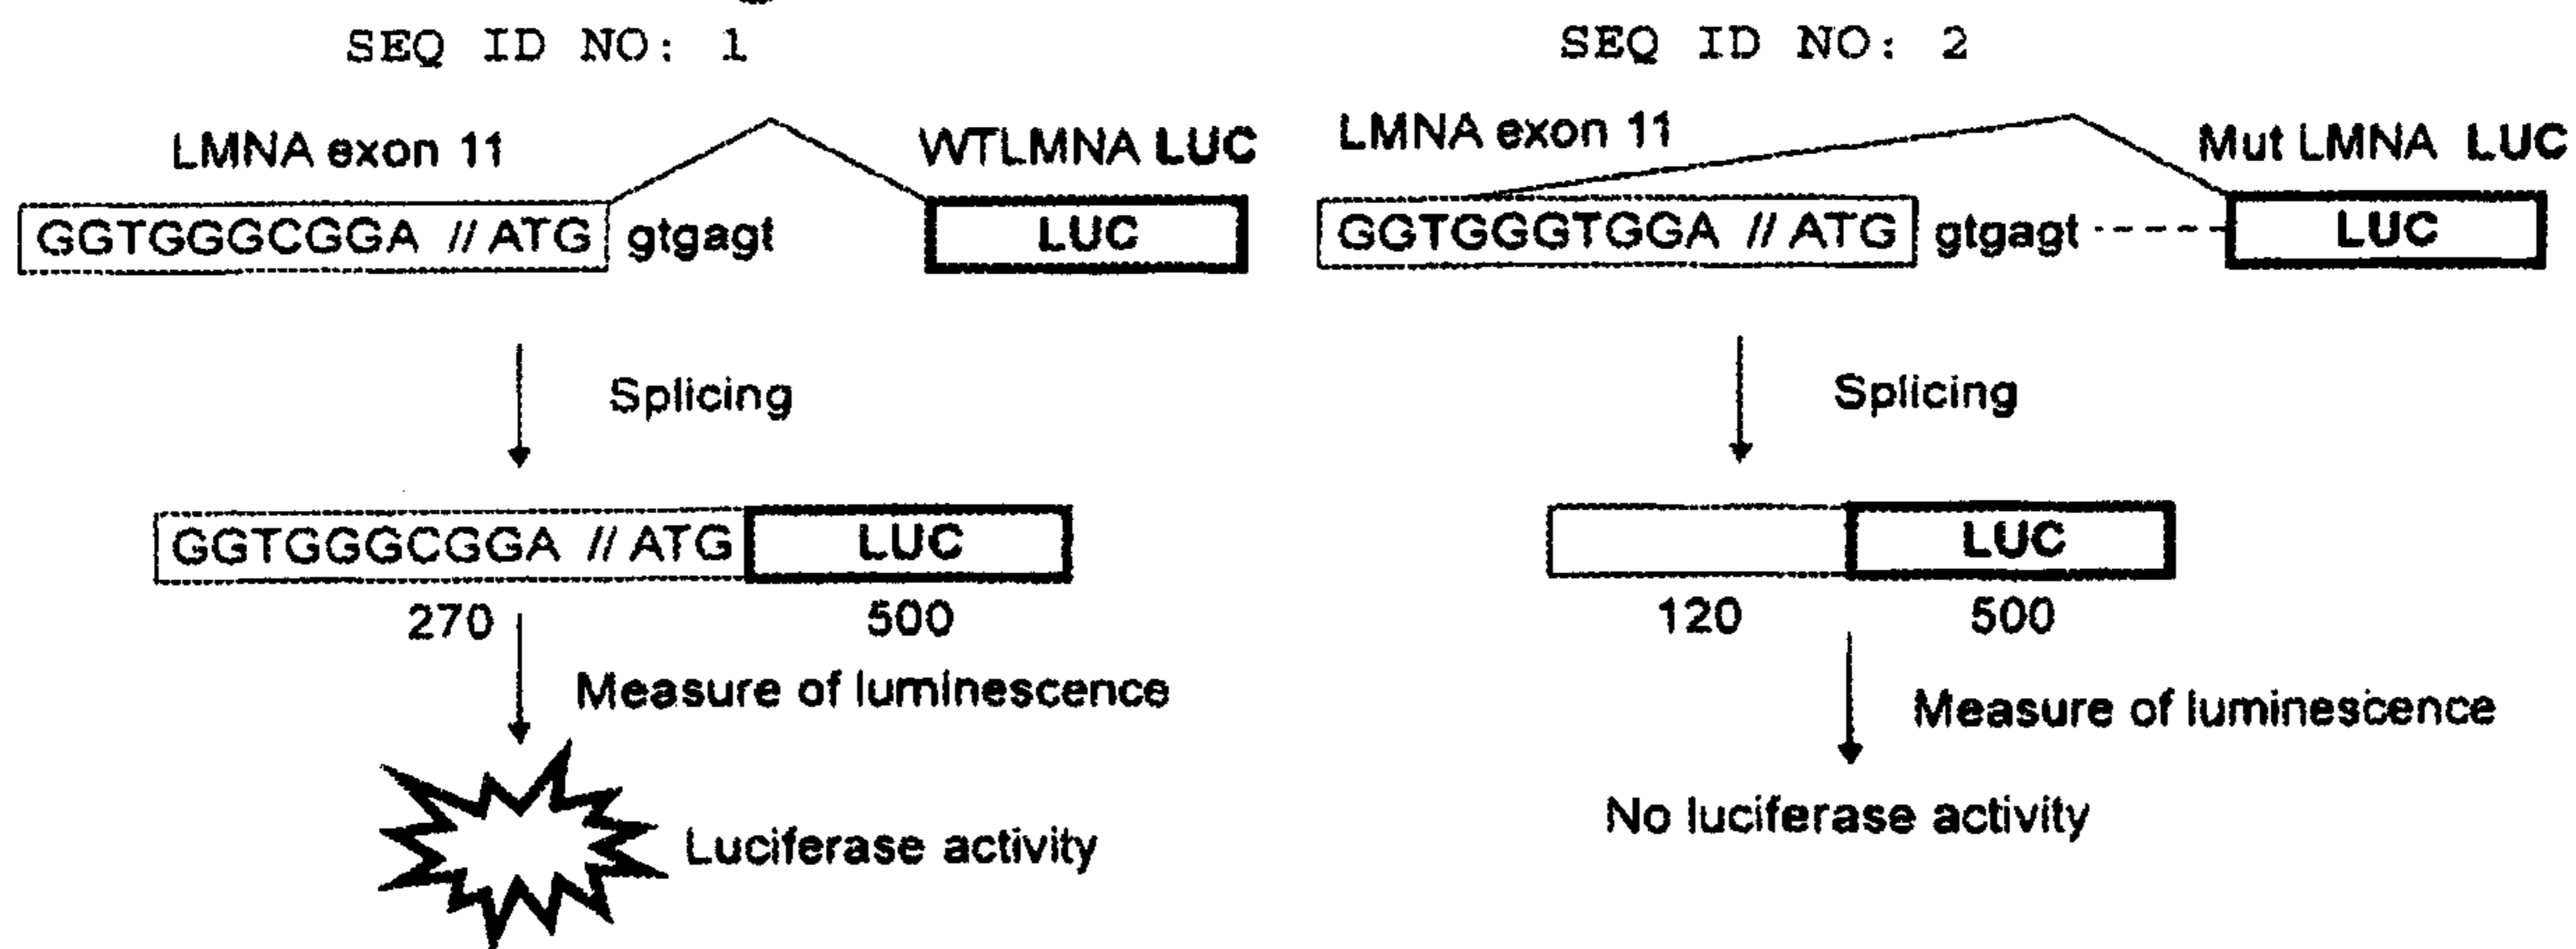 SEQ ID NO: 1
LMNA exon 11
WTLMNA LUC
GGTGGGCGGA // ATG gtgagt
LUC
Splicing
GGTGGGCGGA // ATG
LUC
270
500
Measure of luminescence
Luciferase activity
SEQ ID NO: 2
LMNA exon 11
Mut LMNA LUC
GGTGGGTGGA // ATG gtgagt
LUC
Splicing
LUC
120
500
Measure of luminescence
No luciferase activity